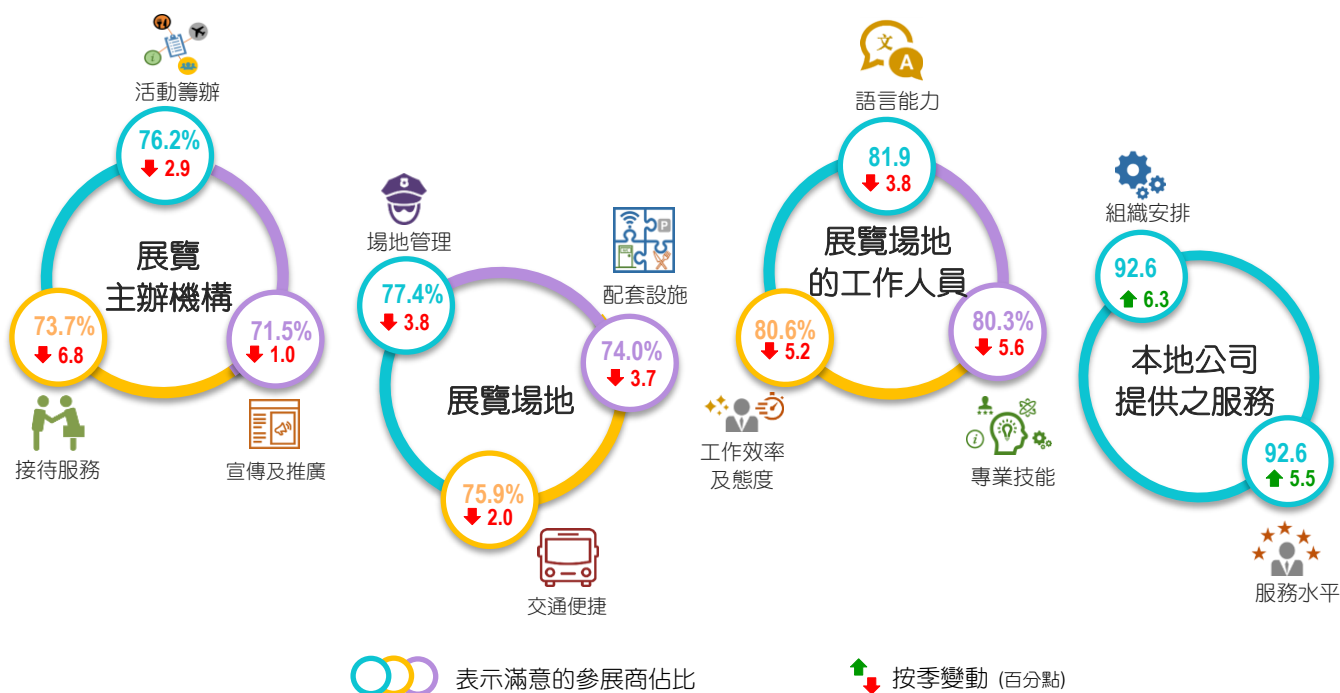 活動籌辦
76.2%
2.9
展覽
主辦機構
73.7%
6.8
71.5%
1.0
接待服務
宣傳及推廣
場地管理
77.4%
3.8
配套設施
P
i
74.0%
3.7
展覽場地
75.9%
2.0
交通便捷
文
A
語言能力
81.9
3.8
展覽場地
的工作人員
80.6%
5.2
80.3%
5.6
工作效率
及態度
i
專業技能
組織安排
92.6
6.3
本地公司
提供之服務
92.6
5.5
服務水平
表示滿意的參展商佔比
按季變動 (百分點)